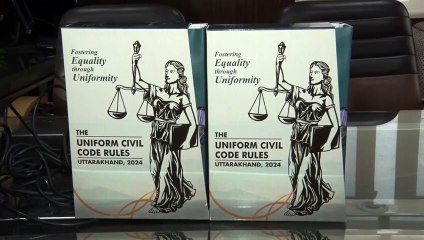 Fostering
Equality
through
Uniformity
THE
UNIFORM CIVIL
CODE RULES
UTTARAKHAND, 2024
Fostering
Equality
through
Uniformity
THE
UNIFORM CIVIL
CODE RULES
UTTARAKHAND, 2024